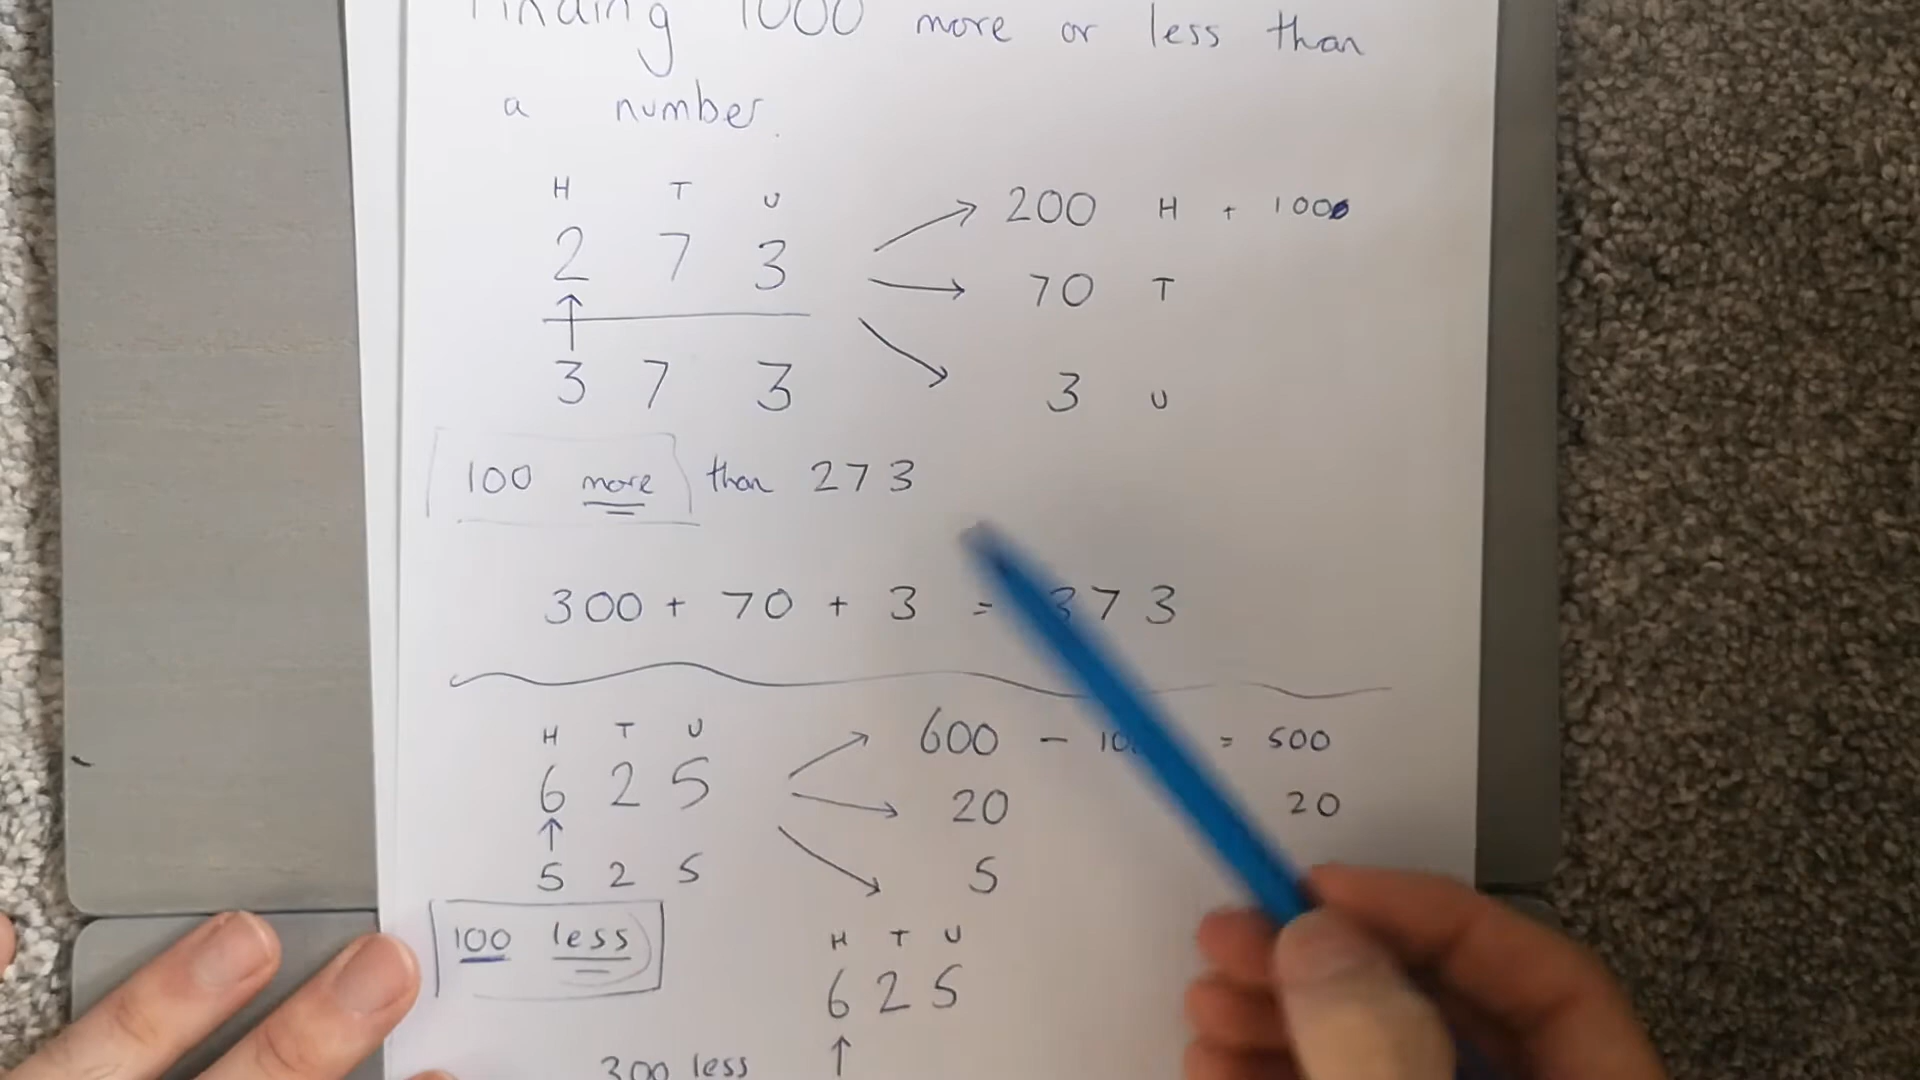 Finding 1000 more or less than
a number.
H T U
2 7 3
200 H + 1000
70 T
3 U
3 7 3
100 more than 273
300 + 70 + 3 = 373
H T U
6 2 5
600 - = 500
20 20
5
5 2 5
100 less
H T U
6 2 5
300 less